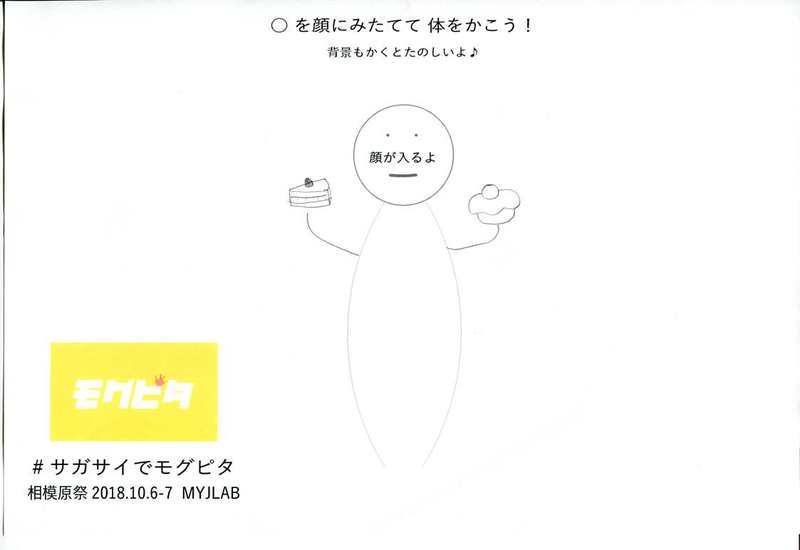 ○ を顔にみたてて 体をかこう！
背景もかくとたのしいよ♪
顔が入るよ
モグピタ
# サガサイでモグピタ
相模原祭 2018.10.6-7 MYJLAB